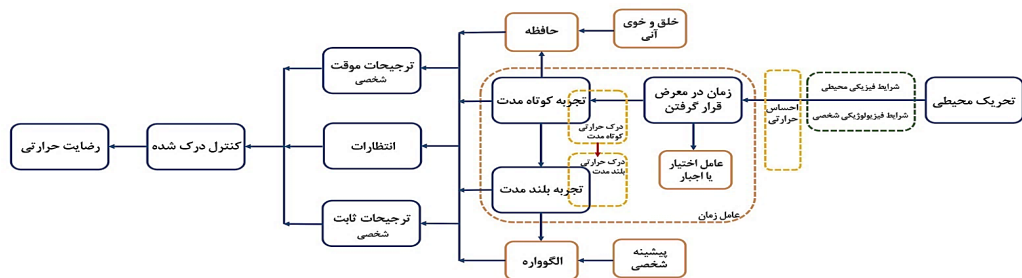 تحریک محیطی
شرایط فیزیکی محیطی
شرایط فیزیولوژیکی شخصی
احساس
حرارتی
زمان در معرض
قرار گرفتن
عامل اختیار
یا اجبار
عامل زمان
تجربه کوتاه مدت
درک حرارتی
کوتاه مدت
درک حرارتی
بلند مدت
تجربه بلند مدت
خلق و خوی
آنی
حافظه
پیشینه
شخصی
الگوواره
ترجیحات موقت
شخصی
انتظارات
ترجیحات ثابت
شخصی
کنترل درک شده
رضایت حرارتی